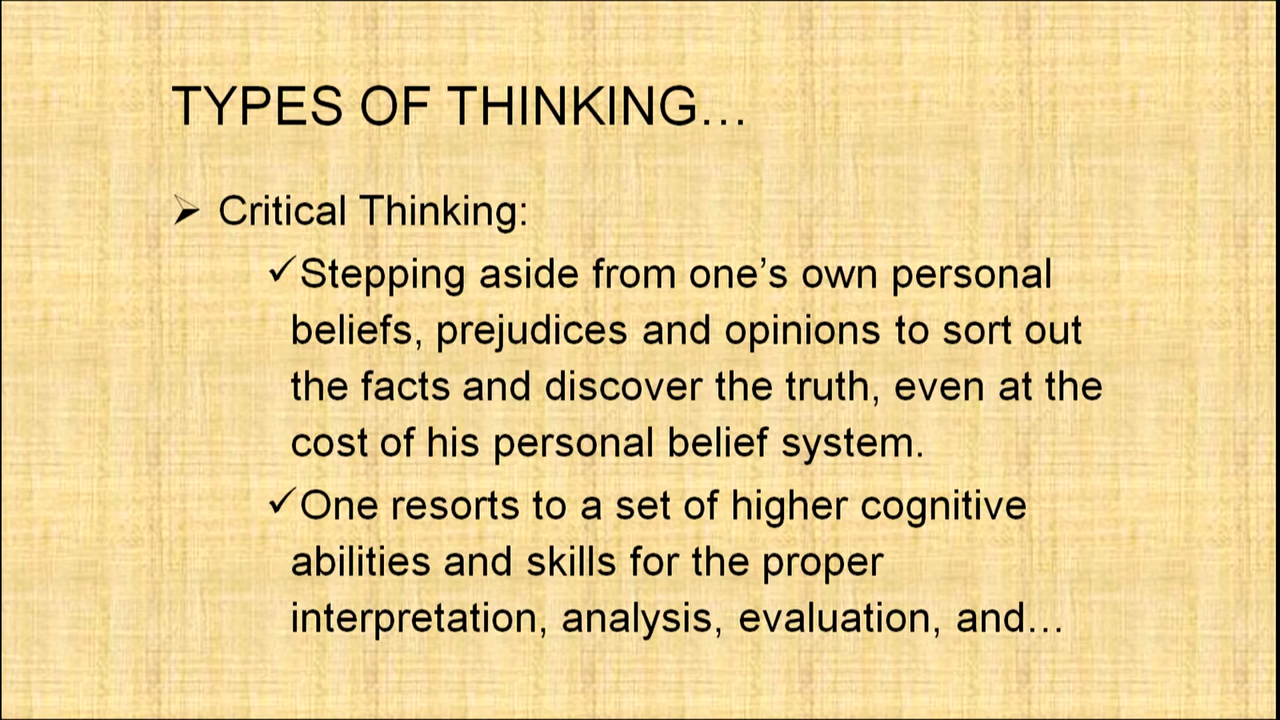 TYPES OF THINKING…
➢ Critical Thinking:
✓Stepping aside from one’s own personal
beliefs, prejudices and opinions to sort out
the facts and discover the truth, even at the
cost of his personal belief system.
✓One resorts to a set of higher cognitive
abilities and skills for the proper
interpretation, analysis, evaluation, and…